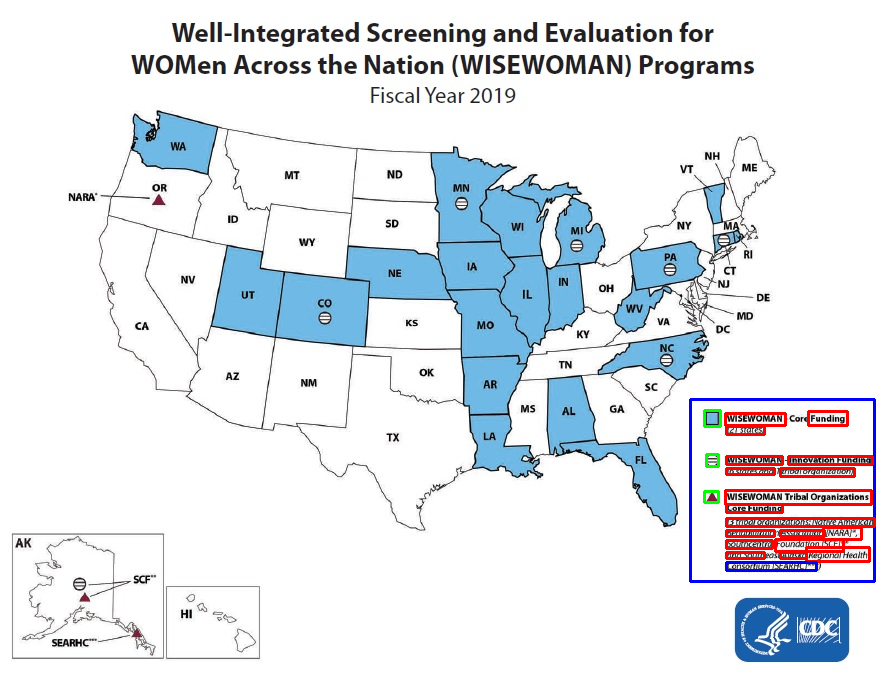 Well-Integrated Screening and Evaluation for
WOMen Across the Nation (WISEWOMAN) Programs
Fiscal Year 2019
WA
MT
ND
MN
OR
NARA*
ID
SD
WI
MI
VT
NH
ME
NY
MA
RI
CT
WY
NV
UT
CO
NE
IA
IL
IN
OH
PA
NJ
DE
MD
DC
WV
VA
CA
KS
MO
KY
NC
AZ
NM
OK
AR
TN
SC
MS
AL
GA
TX
LA
FL
WISEWOMAN Core Funding
(21 states)
WISEWOMAN - Innovation Funding
(6 states and 1 tribal organization)
WISEWOMAN Tribal Organizations
Core Funding
(3 tribal organizations: Native American
Rehabilitation Association [NARA]*,
Southcentral Foundation [SCF]**,
and Southeast Alaska Regional Health
Consortium [SEARHC]***)
AK
SCF**
SEARHC***
HI
CDC